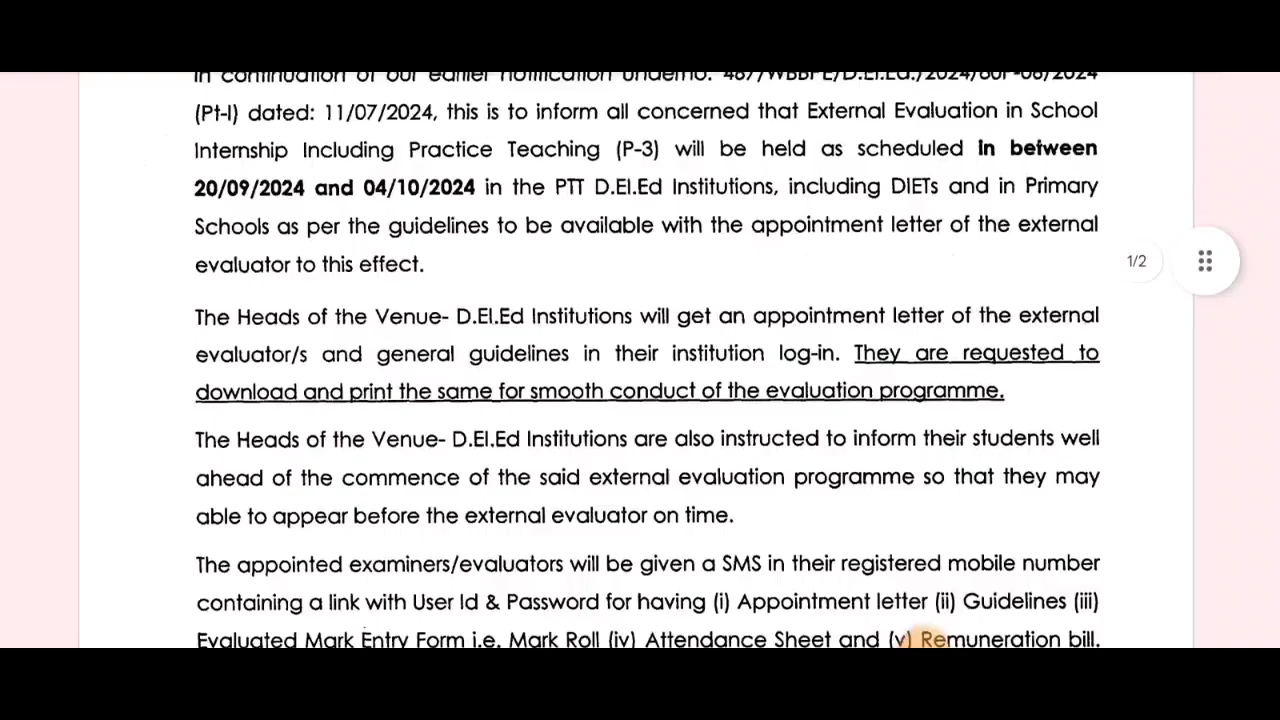 in continuation of our earlier notification
(Pt-I) dated: 11/07/2024, this is to inform all concerned that External Evaluation in School
Internship Including Practice Teaching (P-3) will be held as scheduled in between
20/09/2024 and 04/10/2024 in the PTT D.El.Ed Institutions, including DIETs and in Primary
Schools as per the guidelines to be available with the appointment letter of the external
evaluator to this effect.
1/2
The Heads of the Venue- D.El.Ed Institutions will get an appointment letter of the external
evaluator/s and general guidelines in their institution log-in. They are requested to
download and print the same for smooth conduct of the evaluation programme.
The Heads of the Venue- D.El.Ed Institutions are also instructed to inform their students well
ahead of the commence of the said external evaluation programme so that they may
able to appear before the external evaluator on time.
The appointed examiners/evaluators will be given a SMS in their registered mobile number
containing a link with User Id & Password for having (i) Appointment letter (ii) Guidelines (iii)
Evaluated Mark Entry Form i.e. Mark Roll (iv) Attendance Sheet and (v) Remuneration bill.